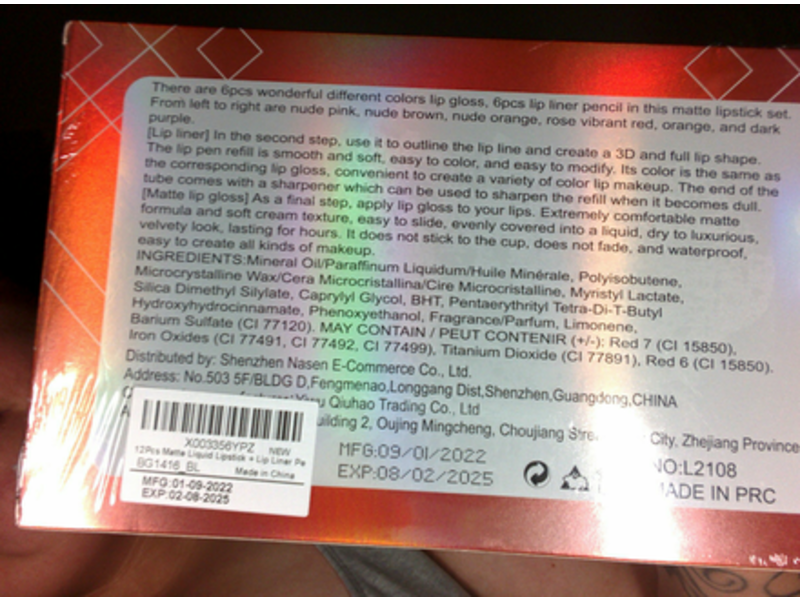 There are 6pcs wonderful different colors lip gloss, 6pcs lip liner pencil in this matte lipstick set.
From left to right are nude pink, nude brown, nude orange, rose vibrant red, orange, and dark
purple.
[Lip liner] In the second step, use it to outline the lip line and create a 3D and full lip shape.
The lip pen refill is smooth and soft, easy to color, and easy to modify. Its color is the same as
the corresponding lip gloss, convenient to create a variety of color lip makeup. The end of the
tube comes with a sharpener which can be used to sharpen the refill when it becomes dull.
[Matte lip gloss] As a final step, apply lip gloss to your lips. Extremely comfortable matte
formula and soft cream texture, easy to slide, evenly covered into a liquid, dry to luxurious,
velvety look, lasting for hours. It does not stick to the cup, does not fade, and waterproof,
easy to create all kinds of makeup.
INGREDIENTS:Mineral Oil/Paraffinum Liquidum/Huile Minérale, Polyisobutene,
Microcrystalline Wax/Cera Microcristallina/Cire Microcristalline, Myristyl Lactate,
Silica Dimethyl Silylate, Caprylyl Glycol, BHT, Pentaerythrityl Tetra-Di-T-Butyl
Hydroxyhydrocinnamate, Phenoxyethanol, Fragrance/Parfum, Limonene,
Barium Sulfate (CI 77120). MAY CONTAIN / PEUT CONTENIR (+/-): Red 7 (CI 15850),
Iron Oxides (CI 77491, CI 77492, CI 77499), Titanium Dioxide (CI 77891), Red 6 (CI 15850).
Distributed by: Shenzhen Nasen E-Commerce Co., Ltd.
Address: No.503 5F/BLDG D,Fengmenao,Longgang Dist,Shenzhen,Guangdong,CHINA
Qiuhao Trading Co., Ltd
uilding 2, Oujing Mingcheng, Choujiang City, Zhejiang Province
X003356YPZ NEW
12Pcs Matte Liquid Lipstick + Lip Liner Pe
BG1416_BL Made in China
MFG:01-09-2022
EXP:02-08-2025
MFG:09/01/2022
EXP:08/02/2025
NO:L2108
MADE IN PRC